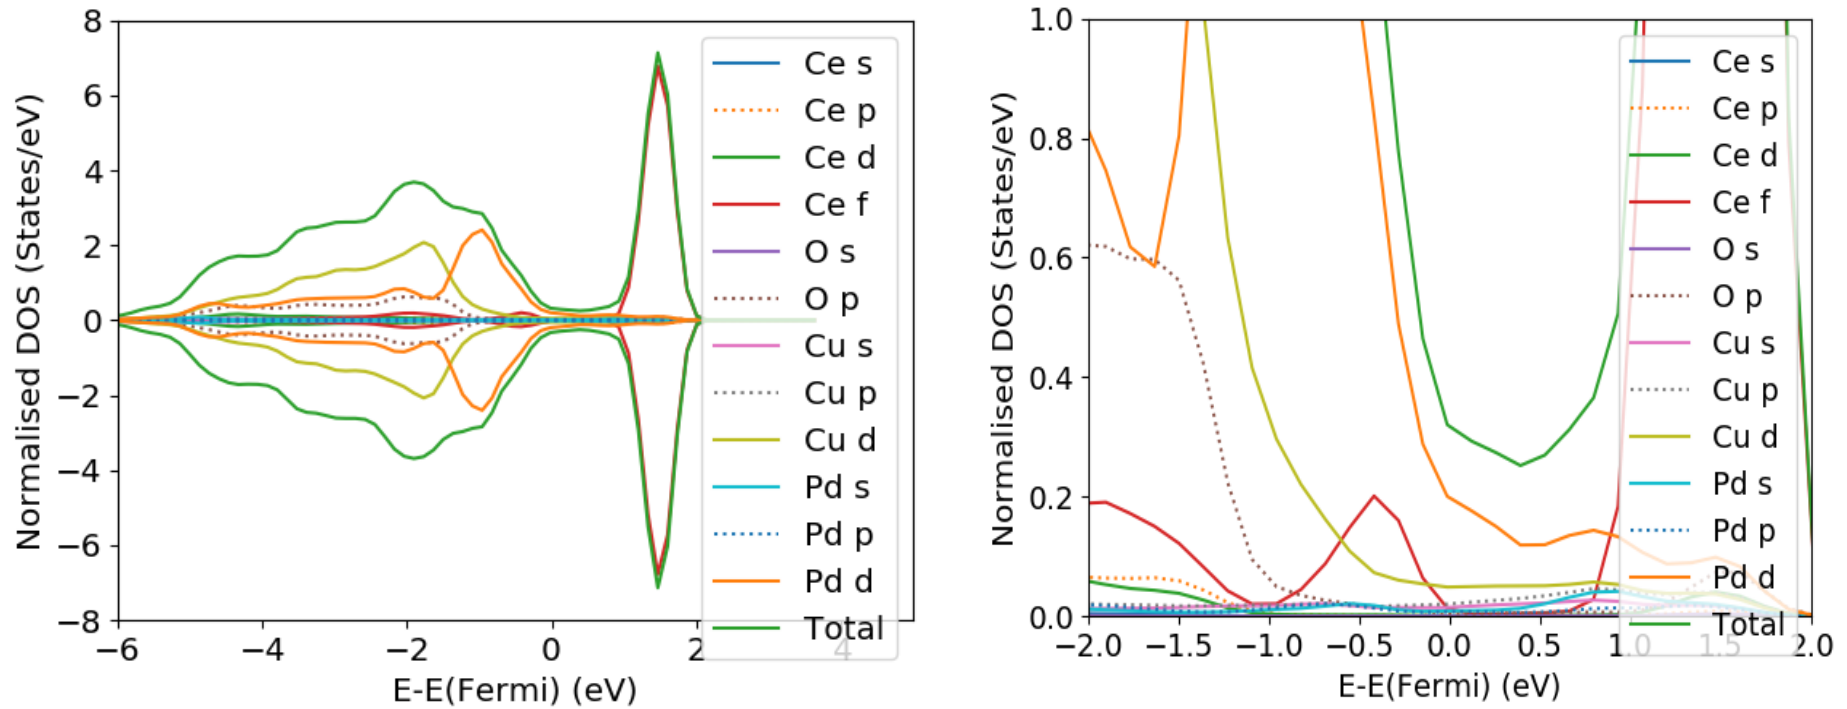 8
6
4
2
0
−2
−4
−6
−8
Normalised DOS (States/eV)
−6 −4 −2 0 2 4
E-E(Fermi) (eV)
Ce s
Ce p
Ce d
Ce f
O s
O p
Cu s
Cu p
Cu d
Pd s
Pd p
Pd d
Total
1.0
0.8
0.6
0.4
0.2
0.0
Normalised DOS (States/eV)
−2.0 −1.5 −1.0 −0.5 0.0 0.5 1.0 1.5 2.0
E-E(Fermi) (eV)
Ce s
Ce p
Ce d
Ce f
O s
O p
Cu s
Cu p
Cu d
Pd s
Pd p
Pd d
Total